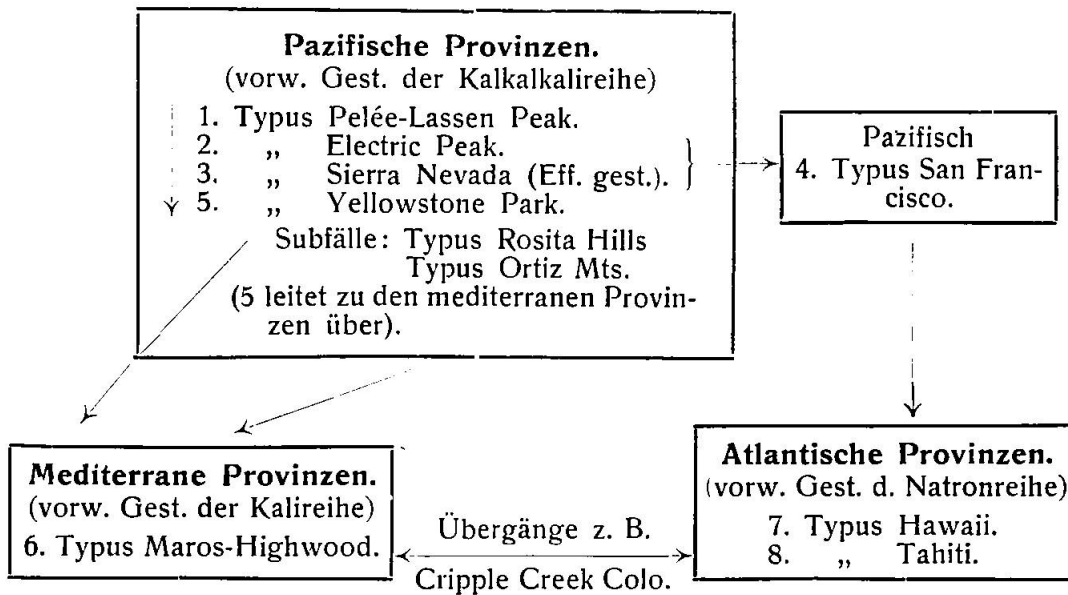 Pazifische Provinzen.
(vorw. Gest. der Kalkalkalireihe)
1. Typus Pelée-Lassen Peak.
2. „ Electric Peak.
3. „ Sierra Nevada (Eff. gest.).
5. „ Yellowstone Park.
Subfälle: Typus Rosita Hills
Typus Ortiz Mts.
(5 leitet zu den mediterranen Provin-
zen über).
Pazifisch
4. Typus San Fran-
cisco.
Mediterrane Provinzen.
(vorw. Gest. der Kalireihe)
6. Typus Maros-Highwood.
Übergänge z. B.
Cripple Creek Colo.
Atlantische Provinzen.
(vorw. Gest. d. Natronreihe)
7. Typus Hawaii.
8. „ Tahiti.